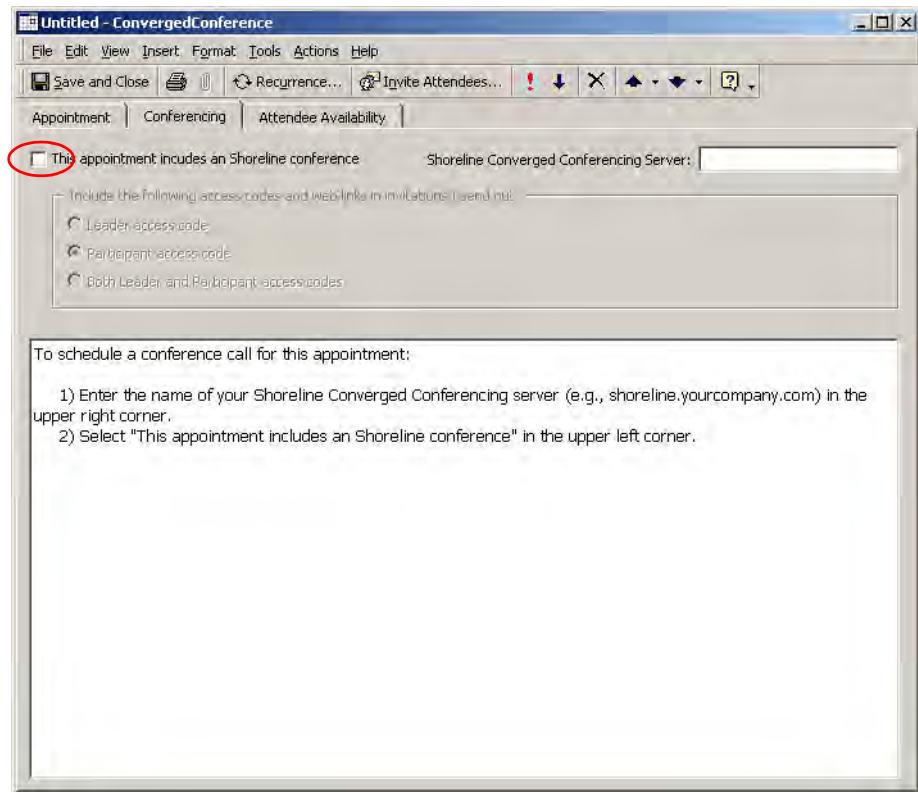 Untitled - ConvergedConference
File Edit View Insert Format Tools Actions Help
Save and Close Recurrence... Invite Attendees...
Appointment Conferencing Attendee Availability
This appointment incudes an Shoreline conference Shoreline Converged Conferencing Server:
Include the following access codes and web links in invitations I send out
Leader access code
Participant access code
Both Leader and Participant access codes
To schedule a conference call for this appointment:
1) Enter the name of your Shoreline Converged Conferencing server (e.g., shoreline.yourcompany.com) in the
upper right corner.
2) Select "This appointment includes an Shoreline conference" in the upper left corner.